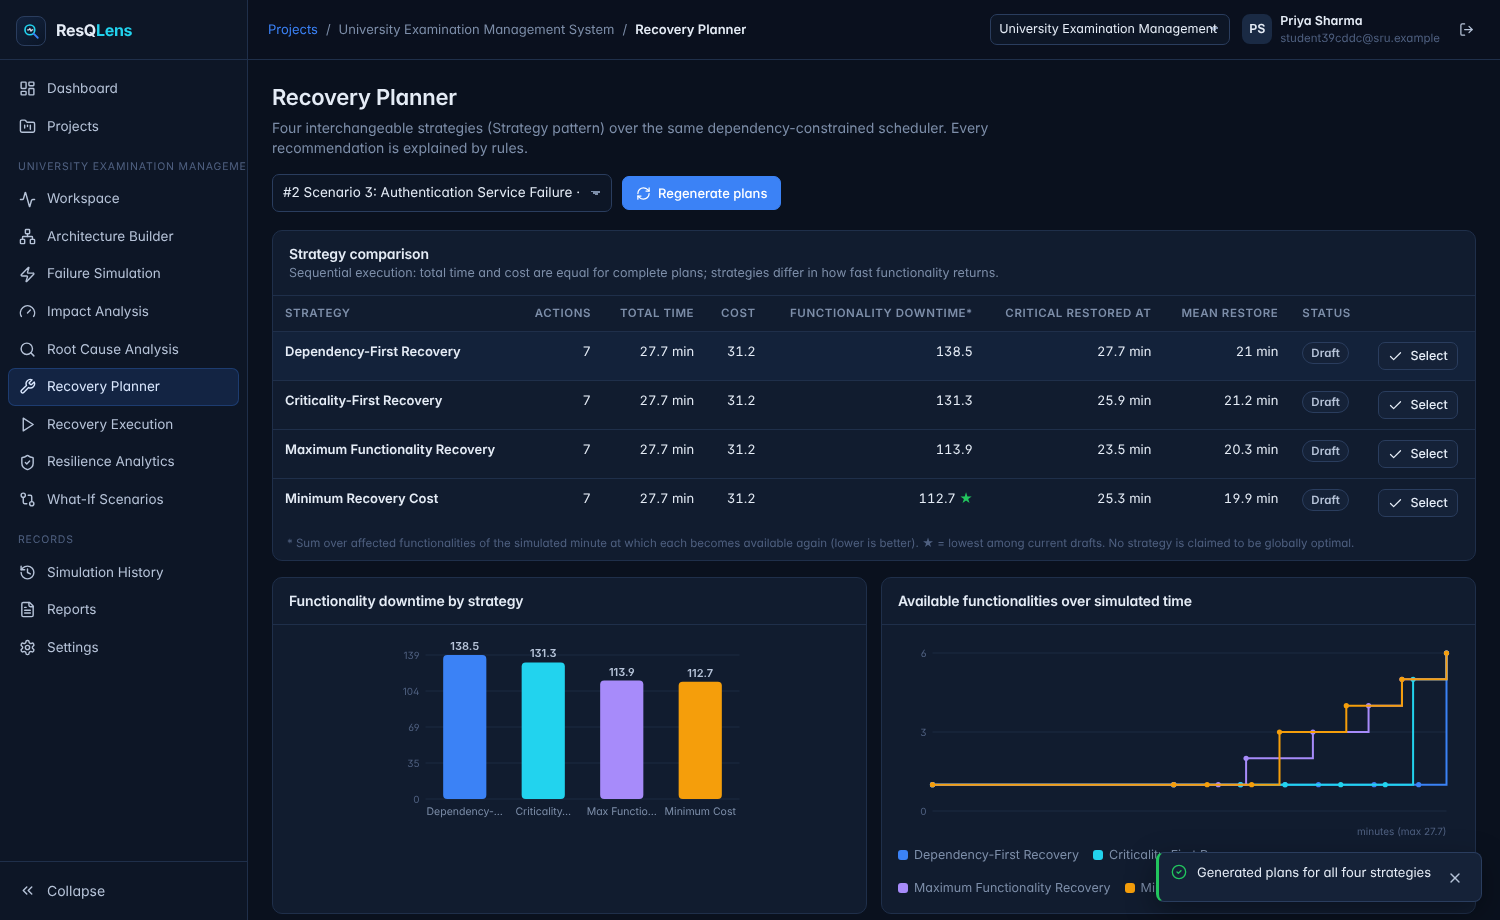 ResQLens
Projects / University Examination Management System / Recovery Planner
University Examination Management
PS
Priya Sharma
student39cddc@sru.example
Dashboard
Projects
UNIVERSITY EXAMINATION MANAGEME
Workspace
Architecture Builder
Failure Simulation
Impact Analysis
Root Cause Analysis
Recovery Planner
Recovery Execution
Resilience Analytics
What-If Scenarios
RECORDS
Simulation History
Reports
Settings
Collapse
Recovery Planner
Four interchangeable strategies (Strategy pattern) over the same dependency-constrained scheduler. Every
recommendation is explained by rules.
#2 Scenario 3: Authentication Service Failure ·
Regenerate plans
Strategy comparison
Sequential execution: total time and cost are equal for complete plans; strategies differ in how fast functionality returns.
STRATEGY ACTIONS TOTAL TIME COST FUNCTIONALITY DOWNTIME* CRITICAL RESTORED AT MEAN RESTORE STATUS
Dependency-First Recovery 7 27.7 min 31.2 138.5 27.7 min 21 min Draft Select
Criticality-First Recovery 7 27.7 min 31.2 131.3 25.9 min 21.2 min Draft Select
Maximum Functionality Recovery 7 27.7 min 31.2 113.9 23.5 min 20.3 min Draft Select
Minimum Recovery Cost 7 27.7 min 31.2 112.7 ★ 25.3 min 19.9 min Draft Select
* Sum over affected functionalities of the simulated minute at which each becomes available again (lower is better). ★ = lowest among current drafts. No strategy is claimed to be globally optimal.
Functionality downtime by strategy
138.5 131.3 113.9 112.7
139
104
69
35
0
Dependency-... Criticality... Max Functio... Minimum Cost
Available functionalities over simulated time
6
3
0
minutes (max 27.7)
Dependency-First Recovery
Maximum Functionality Recovery
Generated plans for all four strategies